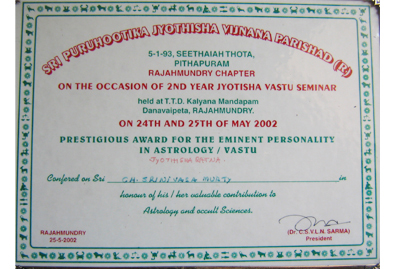 SRI PURUHOOTIKA JYOTHISHA VIJNANA PARISHAD (R)
5-1-93, SEETHAIAH THOTA,
PITHAPURAM
RAJAHMUNDRY CHAPTER
ON THE OCCASION OF 2ND YEAR JYOTISHA VASTU SEMINAR
held at T.T.D. Kalyana Mandapam
Danavaipeta, RAJAHMUNDRY.
ON 24TH AND 25TH OF MAY 2002
PRESTIGIOUS AWARD FOR THE EMINENT PERSONALITY
IN ASTROLOGY / VASTU
JYOTHISHA RATNA
Confered on Sri CH. SRINIVASA MURTY in
honour of his / her valuable contribution to
Astrology and occult Sciences.
RAJAHMUNDRY
25-5-2002
(Dr. C.S.V.L.N. SARMA)
President